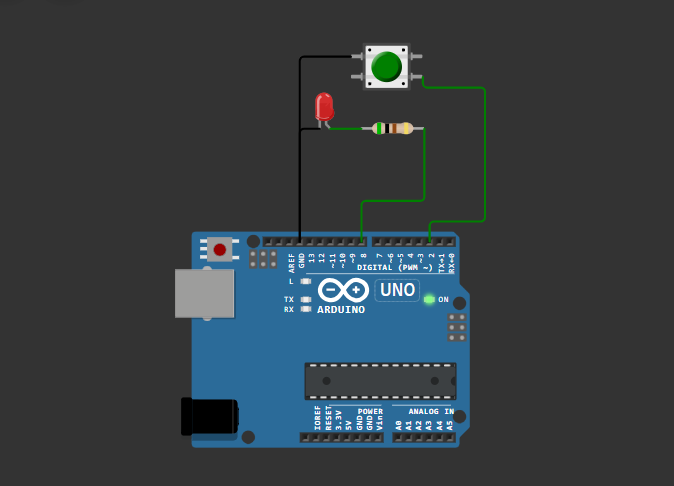 AREF
GND
13
12
~11
~10
~9
8
7
~6
~5
4
~3
2
TX→1
RX←0
DIGITAL (PWM ~)
L
TX
RX
UNO
ON
ARDUINO
IOREF
RESET
3.3V
5V
GND
GND
Vin
POWER
ANALOG IN
A0
A1
A2
A3
A4
A5